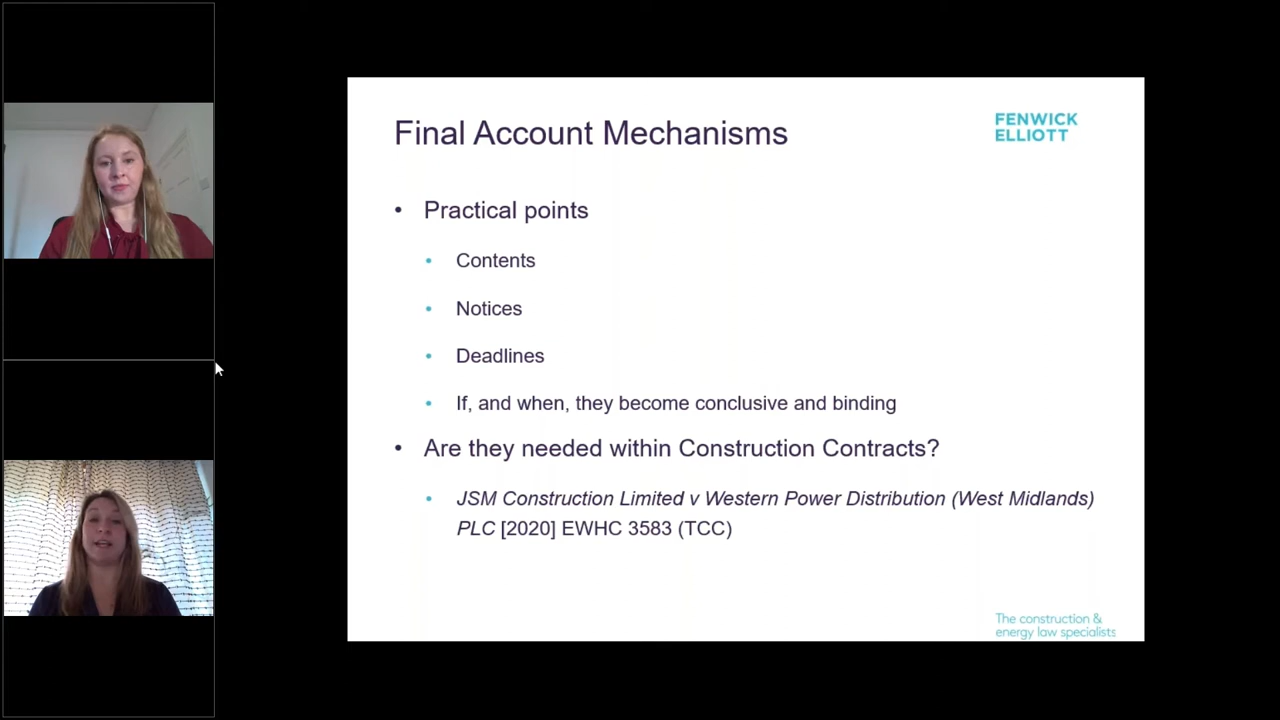 Final Account Mechanisms
FENWICK
ELLIOTT
• Practical points
• Contents
• Notices
• Deadlines
• If, and when, they become conclusive and binding
• Are they needed within Construction Contracts?
• JSM Construction Limited v Western Power Distribution (West Midlands)
PLC [2020] EWHC 3583 (TCC)
The construction &
energy law specialists